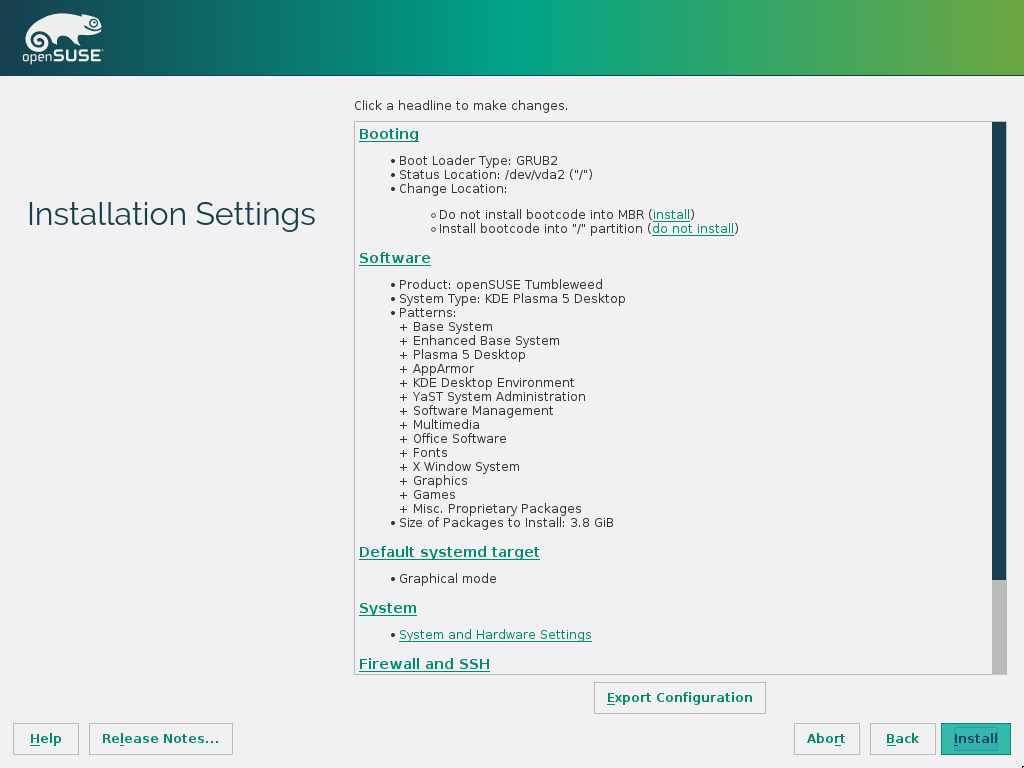 openSUSE
Click a headline to make changes.
Installation Settings
Booting
• Boot Loader Type: GRUB2
• Status Location: /dev/vda2 ("/")
• Change Location:
◦ Do not install bootcode into MBR (install)
◦ Install bootcode into "/" partition (do not install)
Software
• Product: openSUSE Tumbleweed
• System Type: KDE Plasma 5 Desktop
• Patterns:
+ Base System
+ Enhanced Base System
+ Plasma 5 Desktop
+ AppArmor
+ KDE Desktop Environment
+ YaST System Administration
+ Software Management
+ Multimedia
+ Office Software
+ Fonts
+ X Window System
+ Graphics
+ Games
+ Misc. Proprietary Packages
• Size of Packages to Install: 3.8 GiB
Default systemd target
• Graphical mode
System
• System and Hardware Settings
Firewall and SSH
Export Configuration
Help
Release Notes...
Abort
Back
Install